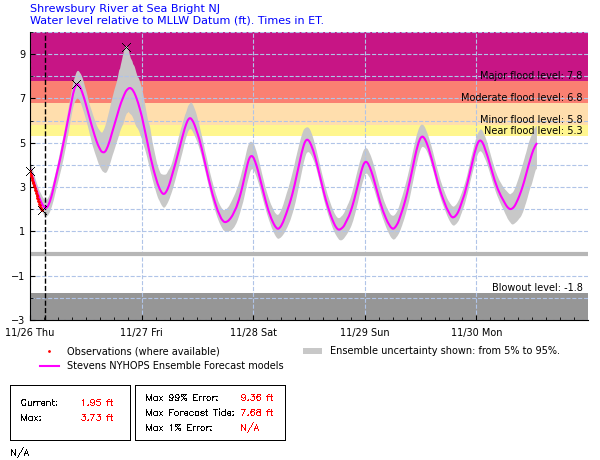 Shrewsbury River at Sea Bright NJ
Water level relative to MLLW Datum (ft). Times in ET.
9
Major flood level: 7.8
7
Moderate flood level: 6.8
Minor flood level: 5.8
Near flood level: 5.3
5
3
1
−1
Blowout level: -1.8
−3
11/26 Thu 11/27 Fri 11/28 Sat 11/29 Sun 11/30 Mon
Observations (where available) Ensemble uncertainty shown: from 5% to 95%.
Stevens NYHOPS Ensemble Forecast models
Current: 1.95 ft
Max: 3.73 ft
Max 99% Error: 9.36 ft
Max Forecast Tide: 7.68 ft
Max 1% Error: N/A
N/A